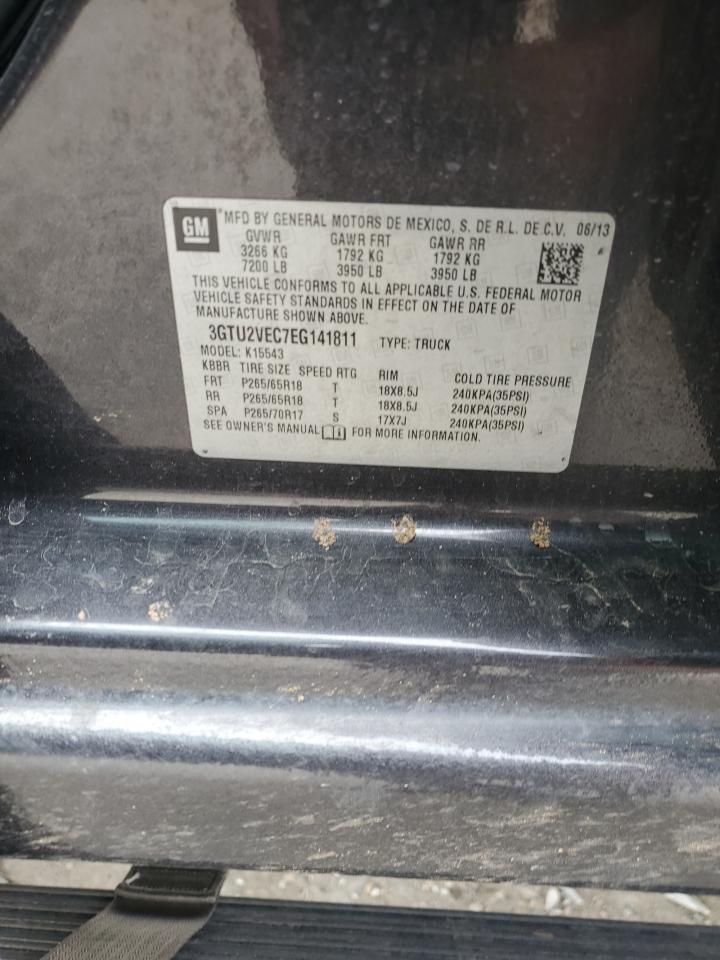 GM
MFD BY GENERAL MOTORS DE MEXICO, S. DE R.L. DE C.V. 06/13
GVWR GAWR FRT GAWR RR
3266 KG 1792 KG 1792 KG
7200 LB 3950 LB 3950 LB
THIS VEHICLE CONFORMS TO ALL APPLICABLE U.S. FEDERAL MOTOR
VEHICLE SAFETY STANDARDS IN EFFECT ON THE DATE OF
MANUFACTURE SHOWN ABOVE.
3GTU2VEC7EG141811 TYPE: TRUCK
MODEL: K15543
KBBR TIRE SIZE SPEED RTG RIM COLD TIRE PRESSURE
FRT P265/65R18 T 18X8.5J 240KPA(35PSI)
RR P265/65R18 T 18X8.5J 240KPA(35PSI)
SPA P265/70R17 S 17X7J 240KPA(35PSI)
SEE OWNER'S MANUAL FOR MORE INFORMATION.